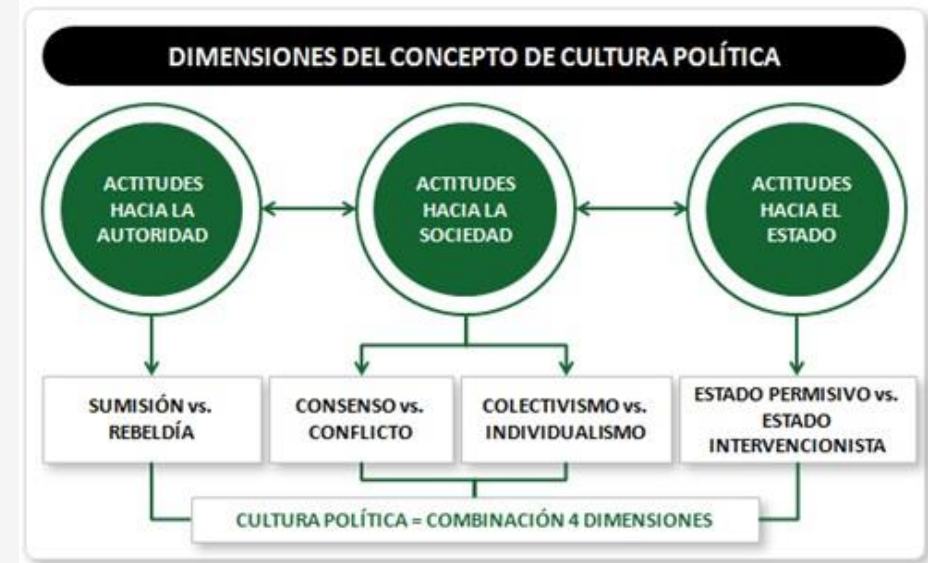 DIMENSIONES DEL CONCEPTO DE CULTURA POLÍTICA
ACTITUDES
HACIA LA
AUTORIDAD
ACTITUDES
HACIA LA
SOCIEDAD
ACTITUDES
HACIA EL
ESTADO
SUMISIÓN vs.
REBELDÍA
CONSENSO vs.
CONFLICTO
COLECTIVISMO vs.
INDIVIDUALISMO
ESTADO PERMISIVO vs.
ESTADO
INTERVENCIONISTA
CULTURA POLÍTICA = COMBINACIÓN 4 DIMENSIONES